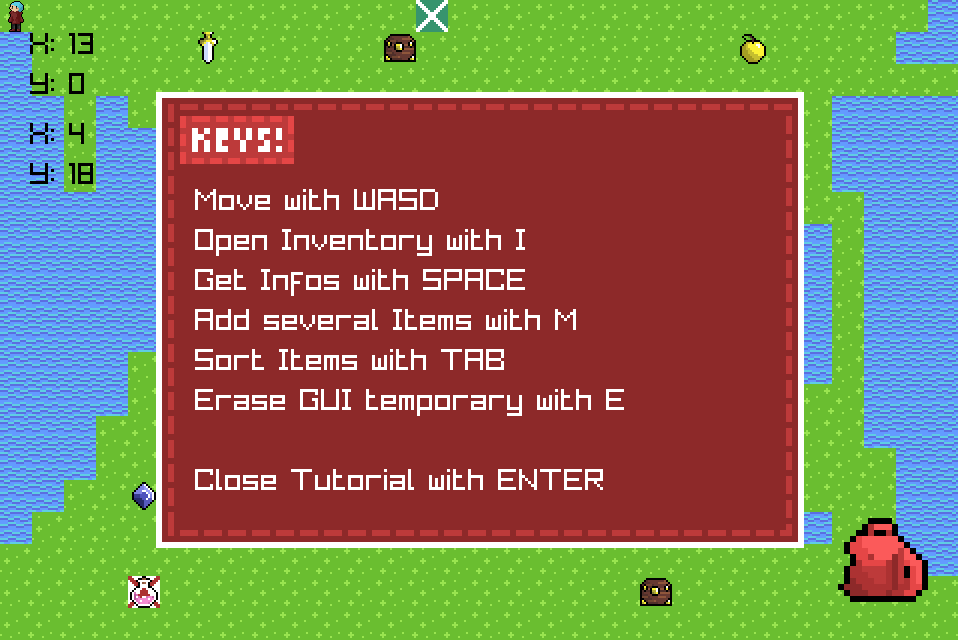 X: 13
Y: 0
X: 4
Y: 18
KEYS!
Move with WASD
Open Inventory with I
Get Infos with SPACE
Add several Items with M
Sort Items with TAB
Erase GUI temporary with E
Close Tutorial with ENTER